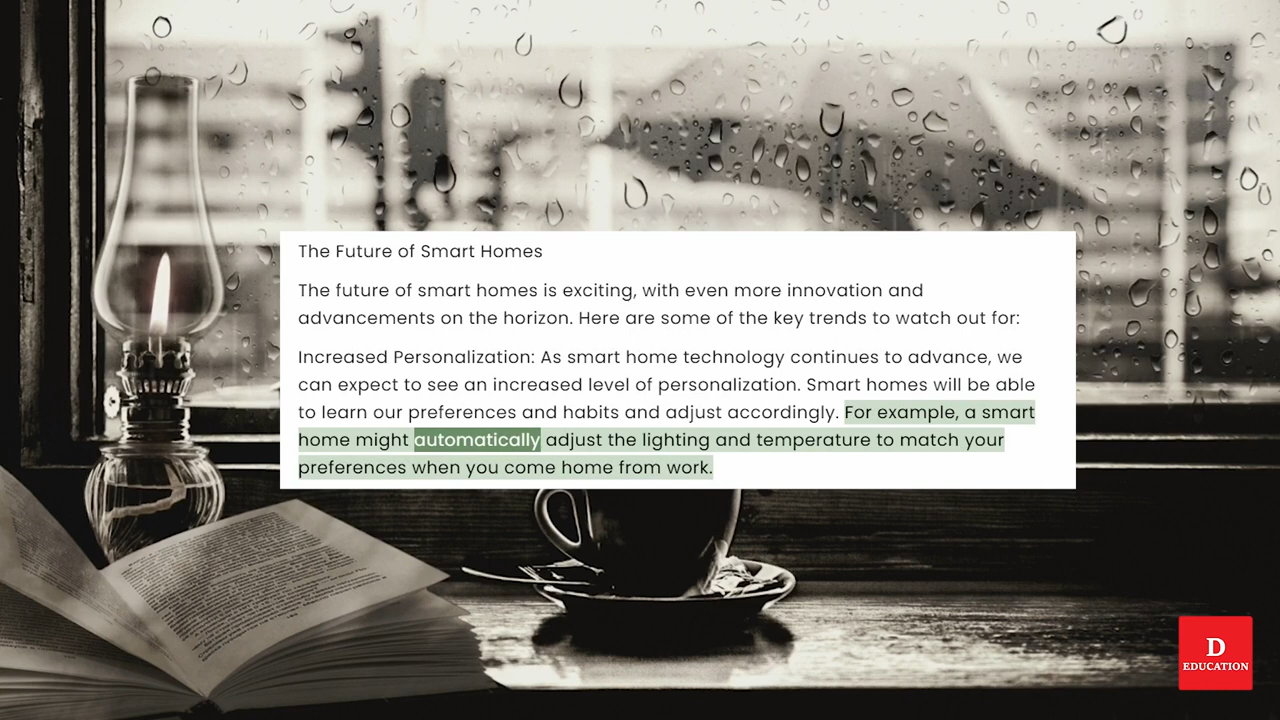 The Future of Smart Homes
The future of smart homes is exciting, with even more innovation and
advancements on the horizon. Here are some of the key trends to watch out for:
Increased Personalization: As smart home technology continues to advance, we
can expect to see an increased level of personalization. Smart homes will be able
to learn our preferences and habits and adjust accordingly. For example, a smart
home might automatically adjust the lighting and temperature to match your
preferences when you come home from work.
D
EDUCATION